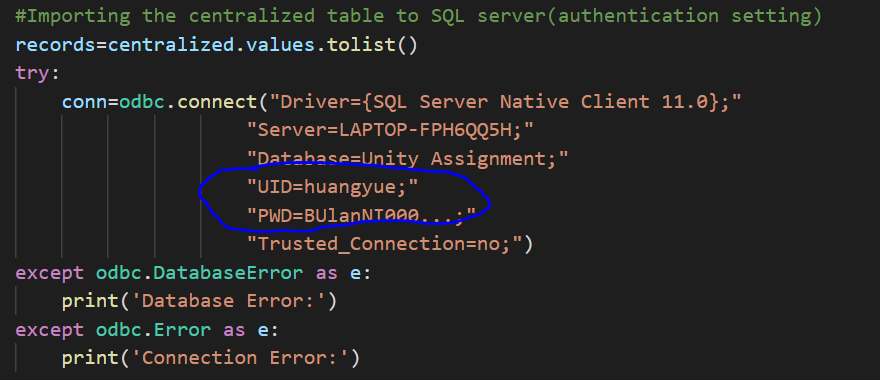 #Importing the centralized table to SQL server(authentication setting)
records=centralized.values.tolist()
try:
    conn=odbc.connect("Driver={SQL Server Native Client 11.0};"
                    "Server=LAPTOP-FPH6QQ5H;"
                    "Database=Unity Assignment;"
                    "UID=huangyue;"
                    "PWD=BUlanNI000...;"
                    "Trusted_Connection=no;")
except odbc.DatabaseError as e:
    print('Database Error:')
except odbc.Error as e:
    print('Connection Error:')